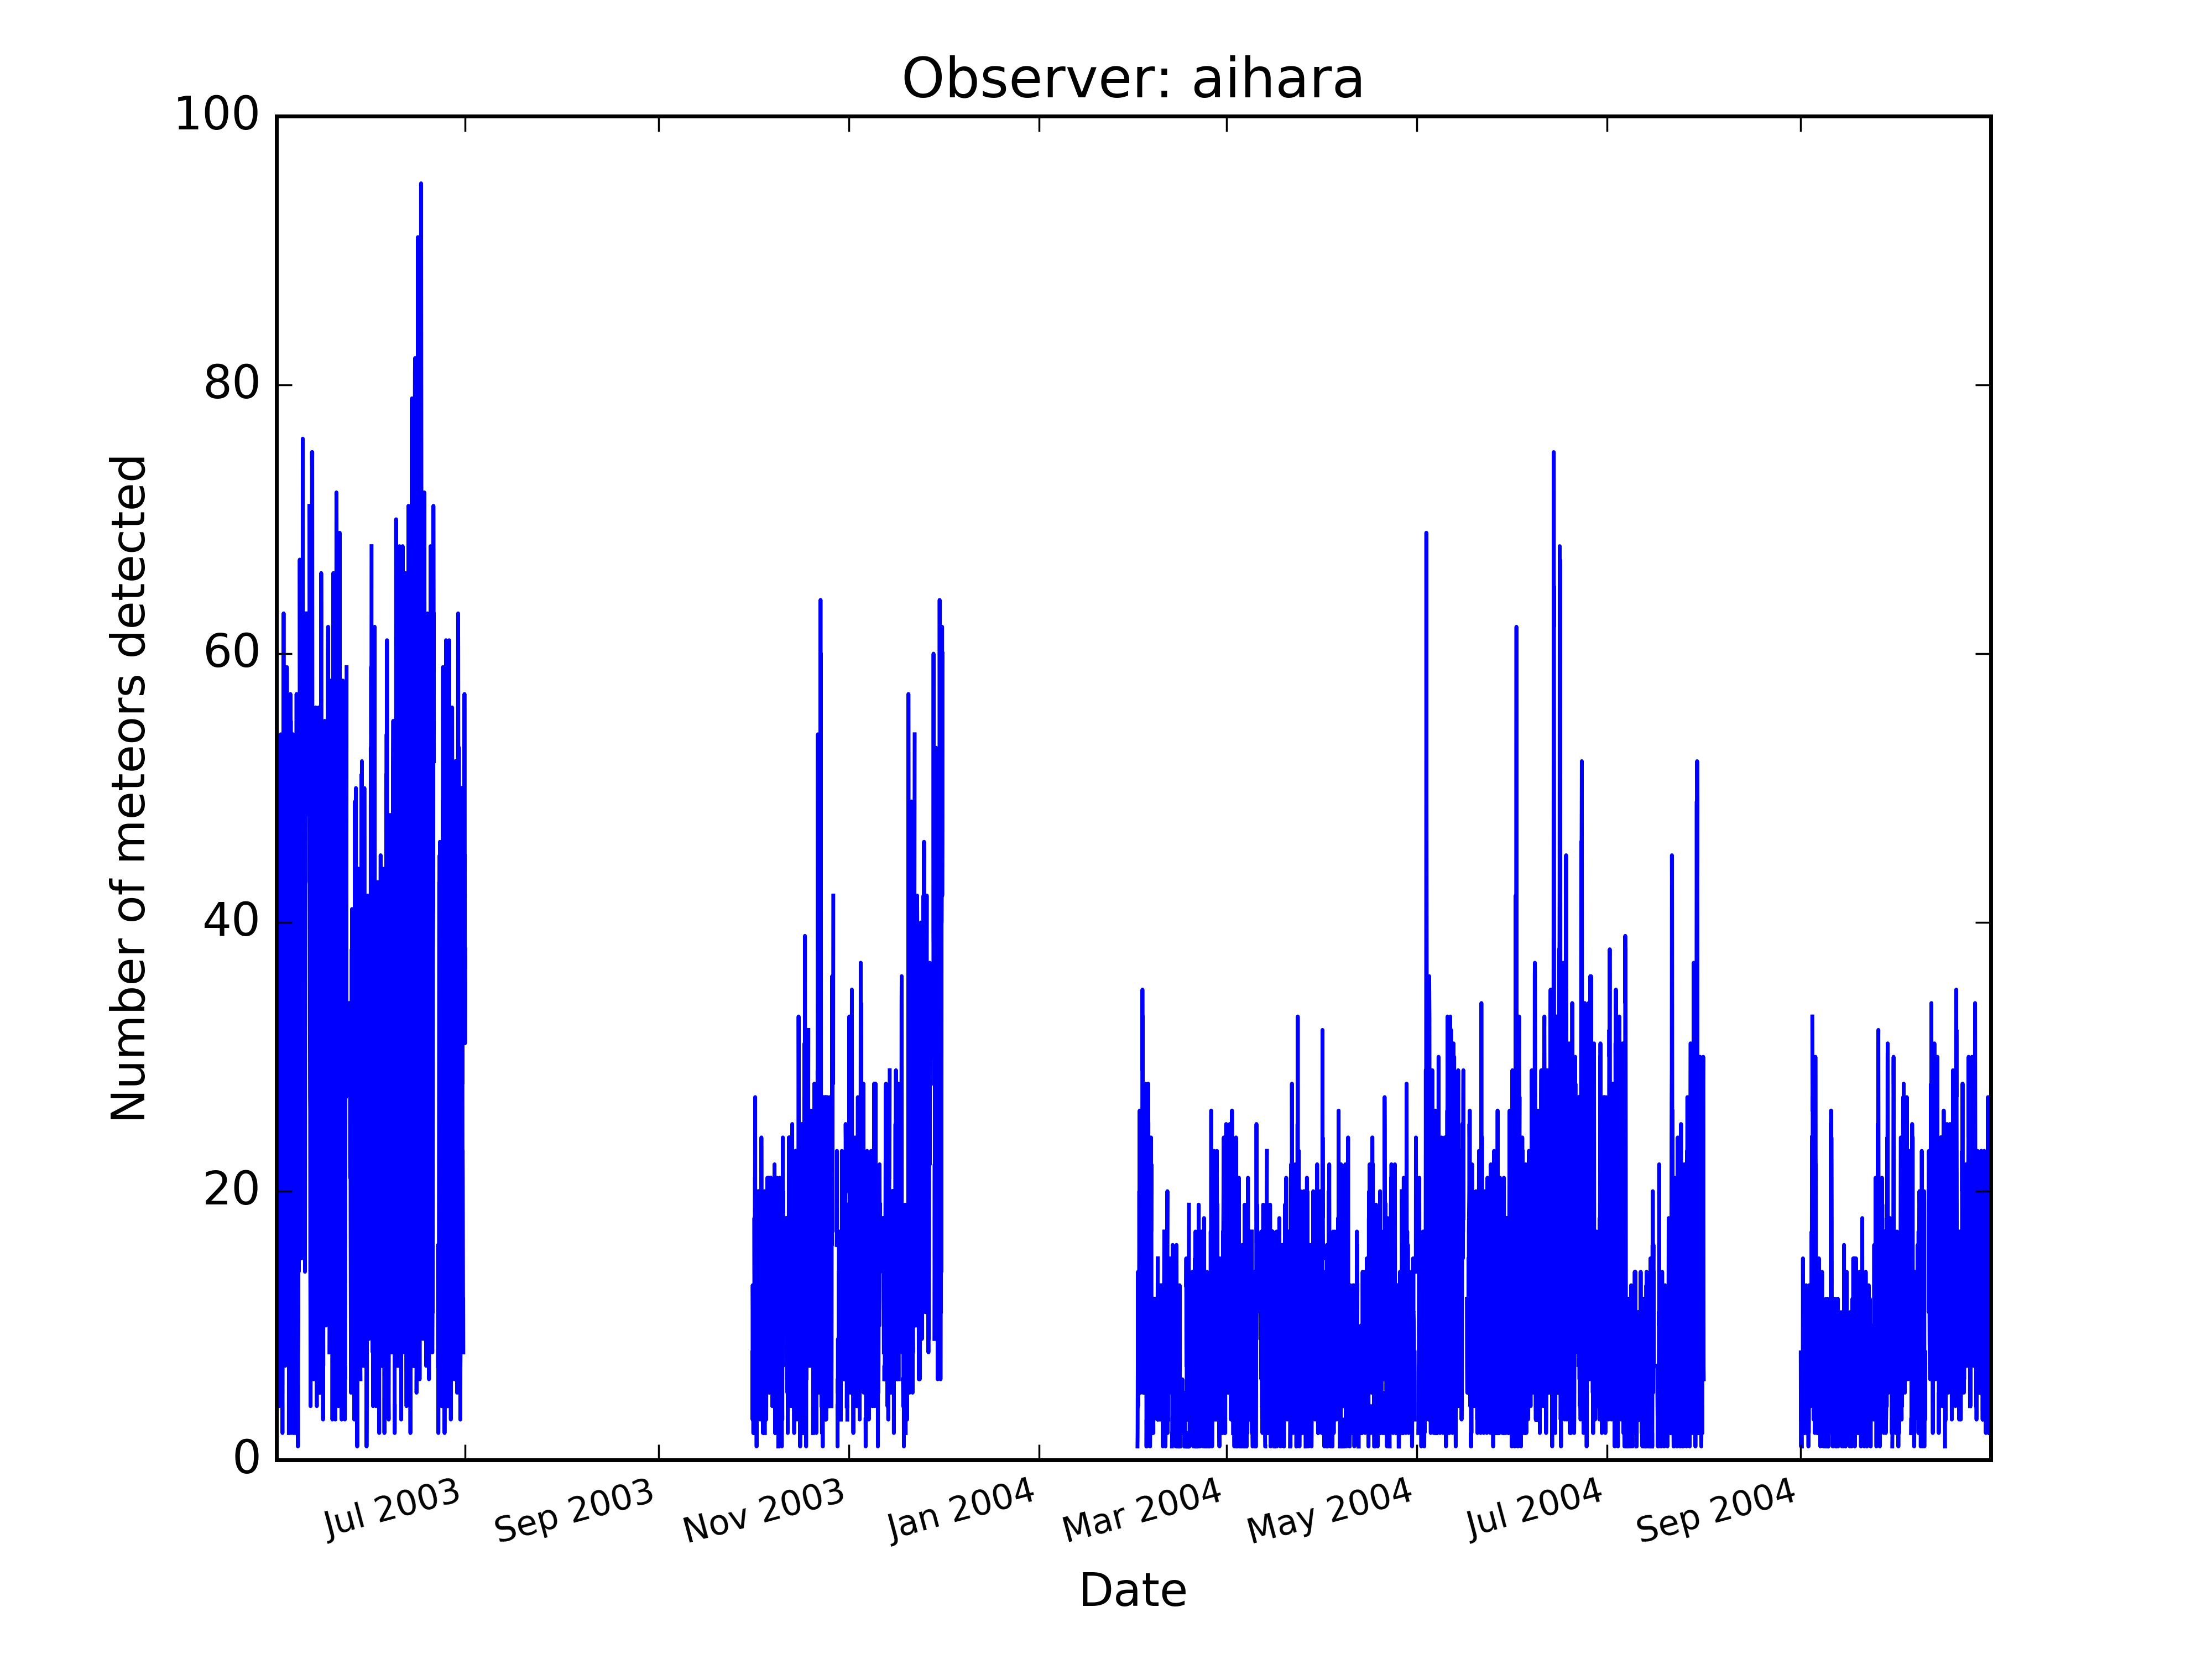 Observer: aihara
100
80
60
40
20
0
Number of meteors detected
Jul 2003
Sep 2003
Nov 2003
Jan 2004
Mar 2004
May 2004
Jul 2004
Sep 2004
Date